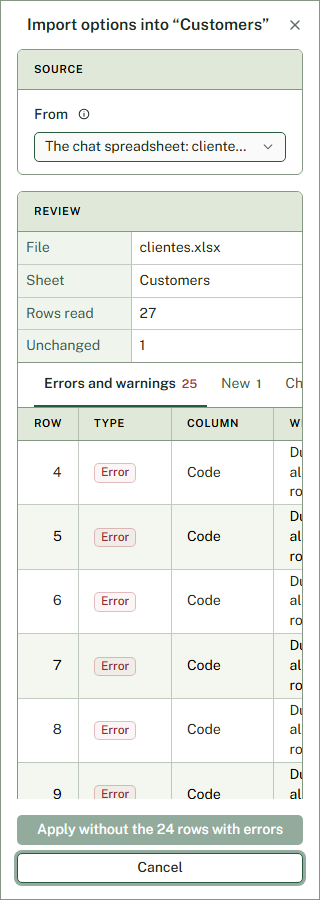 Import options into “Customers”
SOURCE
From
The chat spreadsheet: cliente...
REVIEW
File clientes.xlsx
Sheet Customers
Rows read 27
Unchanged 1
Errors and warnings 25 New 1
ROW TYPE COLUMN
4 Error Code
5 Error Code
6 Error Code
7 Error Code
8 Error Code
9 Error Code
Apply without the 24 rows with errors
Cancel